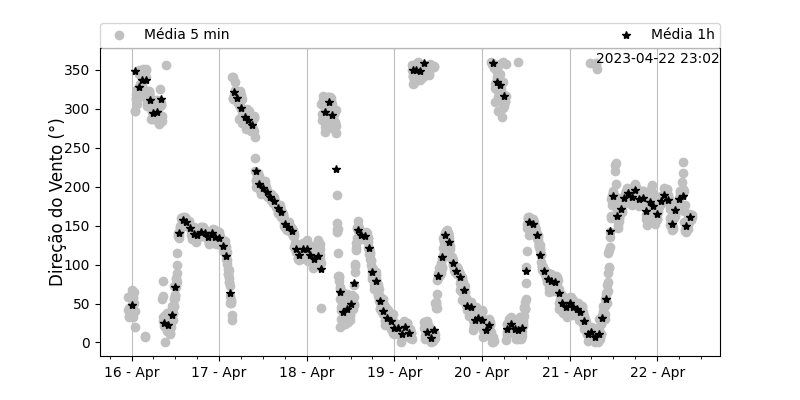 Média 5 min
Média 1h
2023-04-22 23:02
Direção do Vento (°)
350
300
250
200
150
100
50
0
16 - Apr
17 - Apr
18 - Apr
19 - Apr
20 - Apr
21 - Apr
22 - Apr